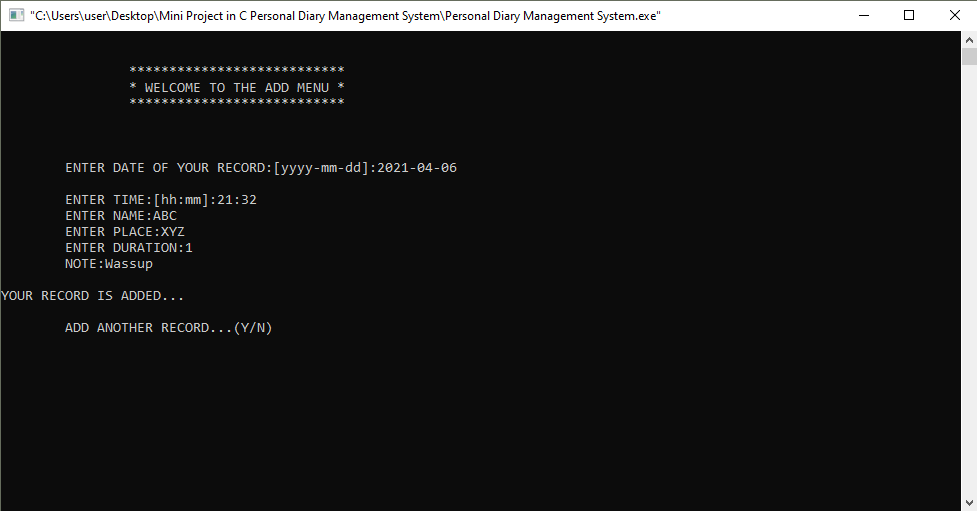 "C:\Users\user\Desktop\Mini Project in C Personal Diary Management System\Personal Diary Management System.exe"
***************************
* WELCOME TO THE ADD MENU *
***************************
ENTER DATE OF YOUR RECORD:[yyyy-mm-dd]:2021-04-06
ENTER TIME:[hh:mm]:21:32
ENTER NAME:ABC
ENTER PLACE:XYZ
ENTER DURATION:1
NOTE:Wassup
YOUR RECORD IS ADDED...
ADD ANOTHER RECORD...(Y/N)